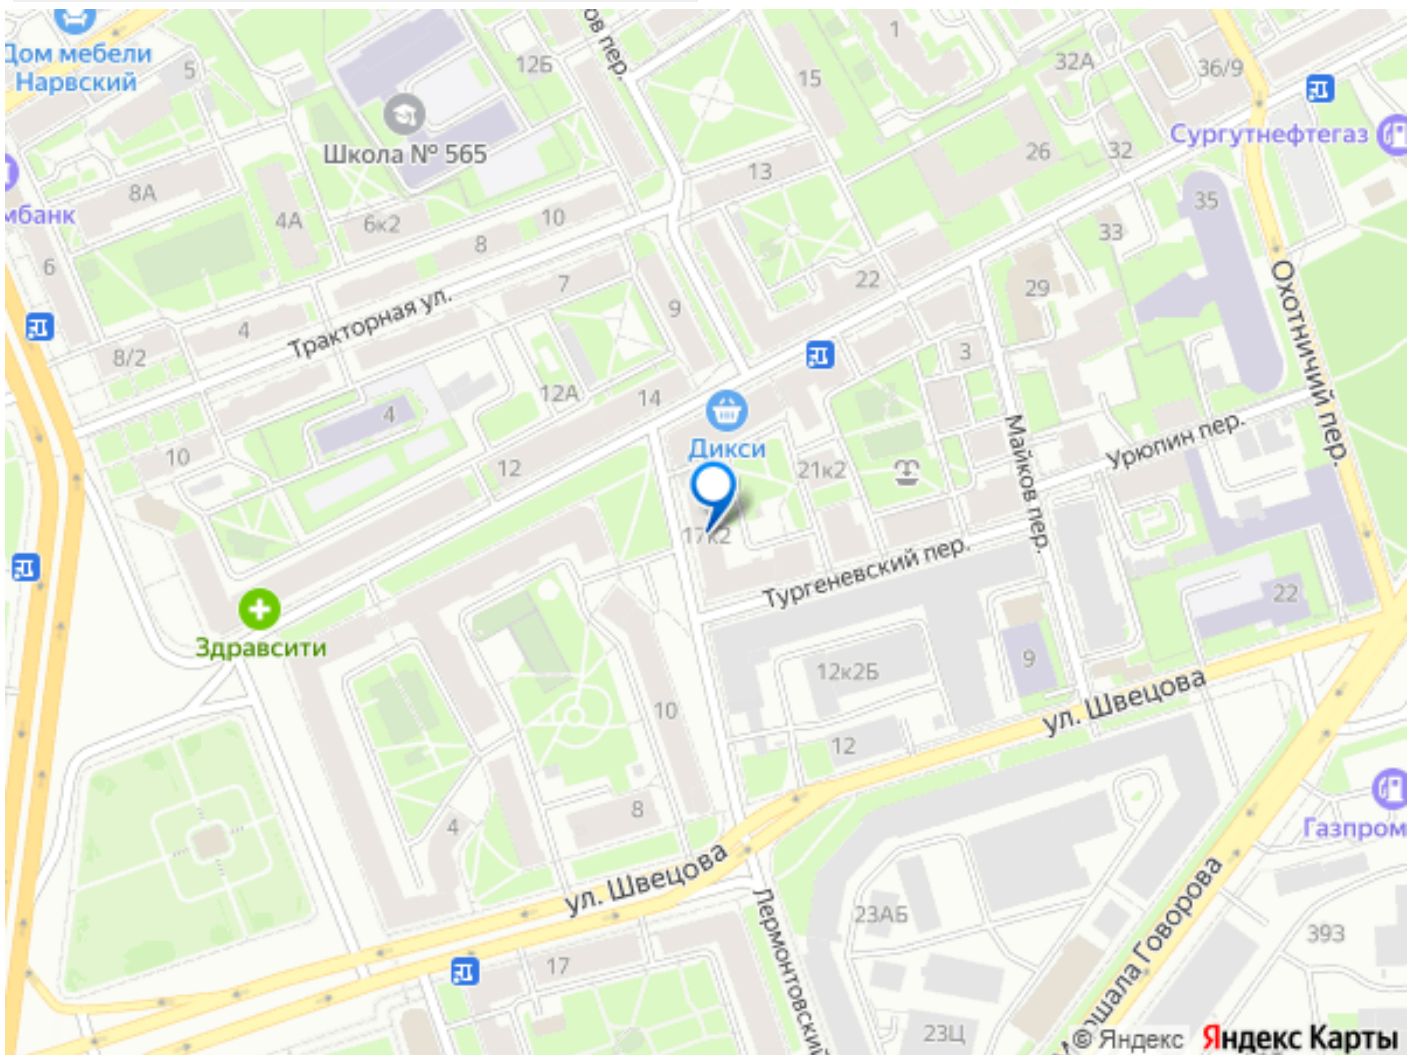 Дом мебели
Нарвский
5
12Б
ов пер.
1
15
32А
36/9
Сургутнефтегаз
Школа № 565
26
32
13
8А
4А
6к2
10
8
мбанк
6
35
33
Охотничий пер.
22
29
7
9
Тракторная ул.
4
8/2
3
12А
14
4
Дикси
Майков пер.
Урюпин пер.
10
12
21к2
17к2
Тургеневский пер.
22
Здравсити
9
12к2Б
ул. Швецова
10
12
8
4
Газпром
ул. Швецова
Лермонтовский
23АБ
393
17
23Ц
Маршала Говорова
© Яндекс Яндекс Карты